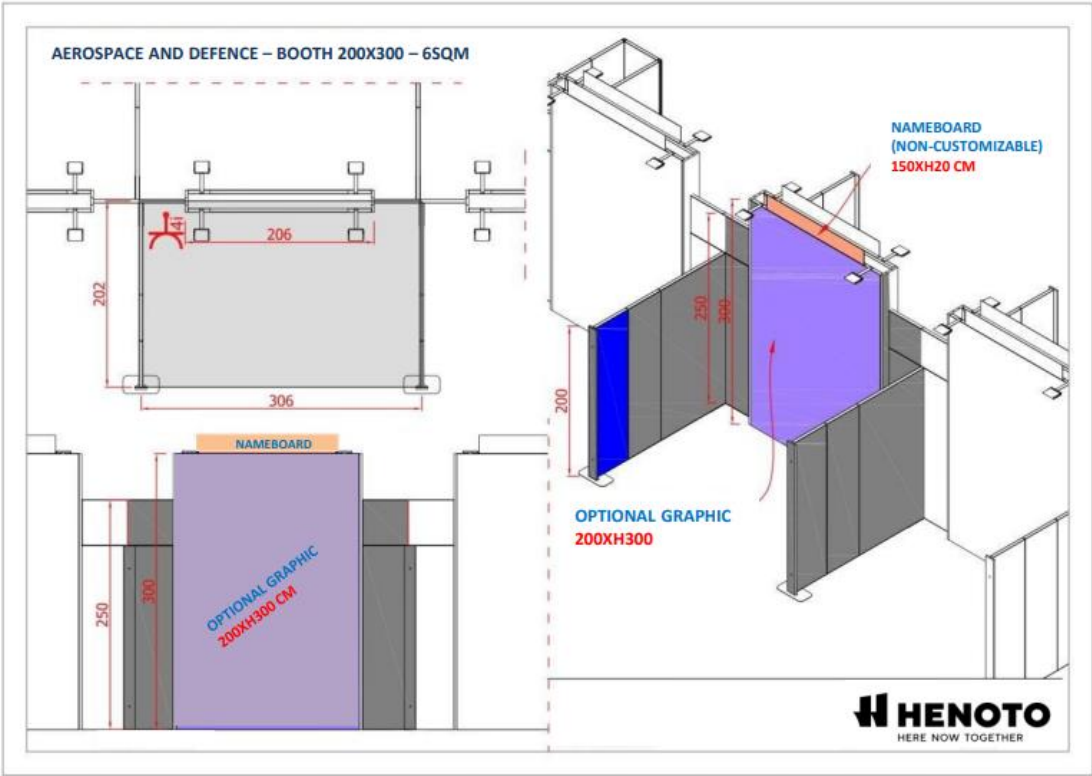 AEROSPACE AND DEFENCE – BOOTH 200X300 – 6SQM
206
202
306
NAMEBOARD
250
300
OPTIONAL GRAPHIC
200XH300 CM
NAMEBOARD
(NON-CUSTOMIZABLE)
150XH20 CM
250
300
200
OPTIONAL GRAPHIC
200XH300
HENOTO
HERE NOW TOGETHER